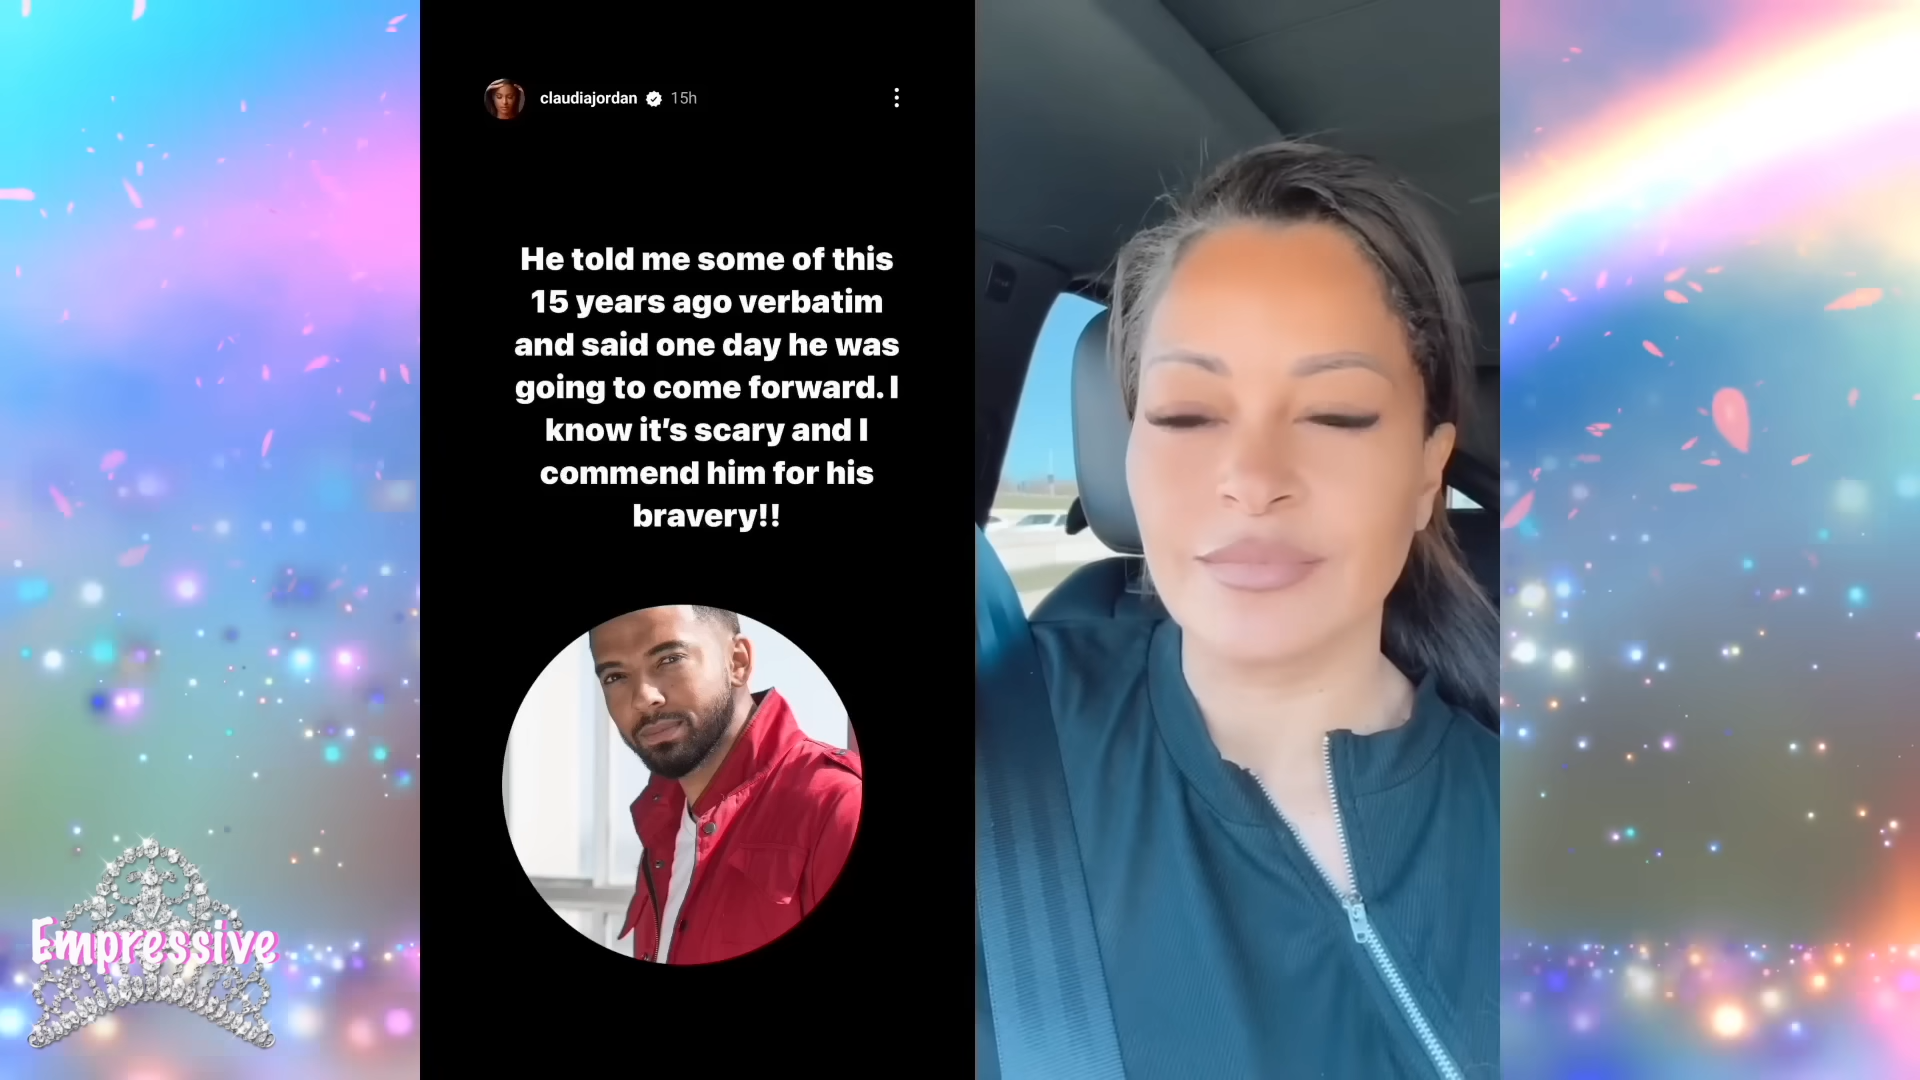 claudiajordan 15h
He told me some of this
15 years ago verbatim
and said one day he was
going to come forward. I
know it's scary and I
commend him for his
bravery!!
Empressive